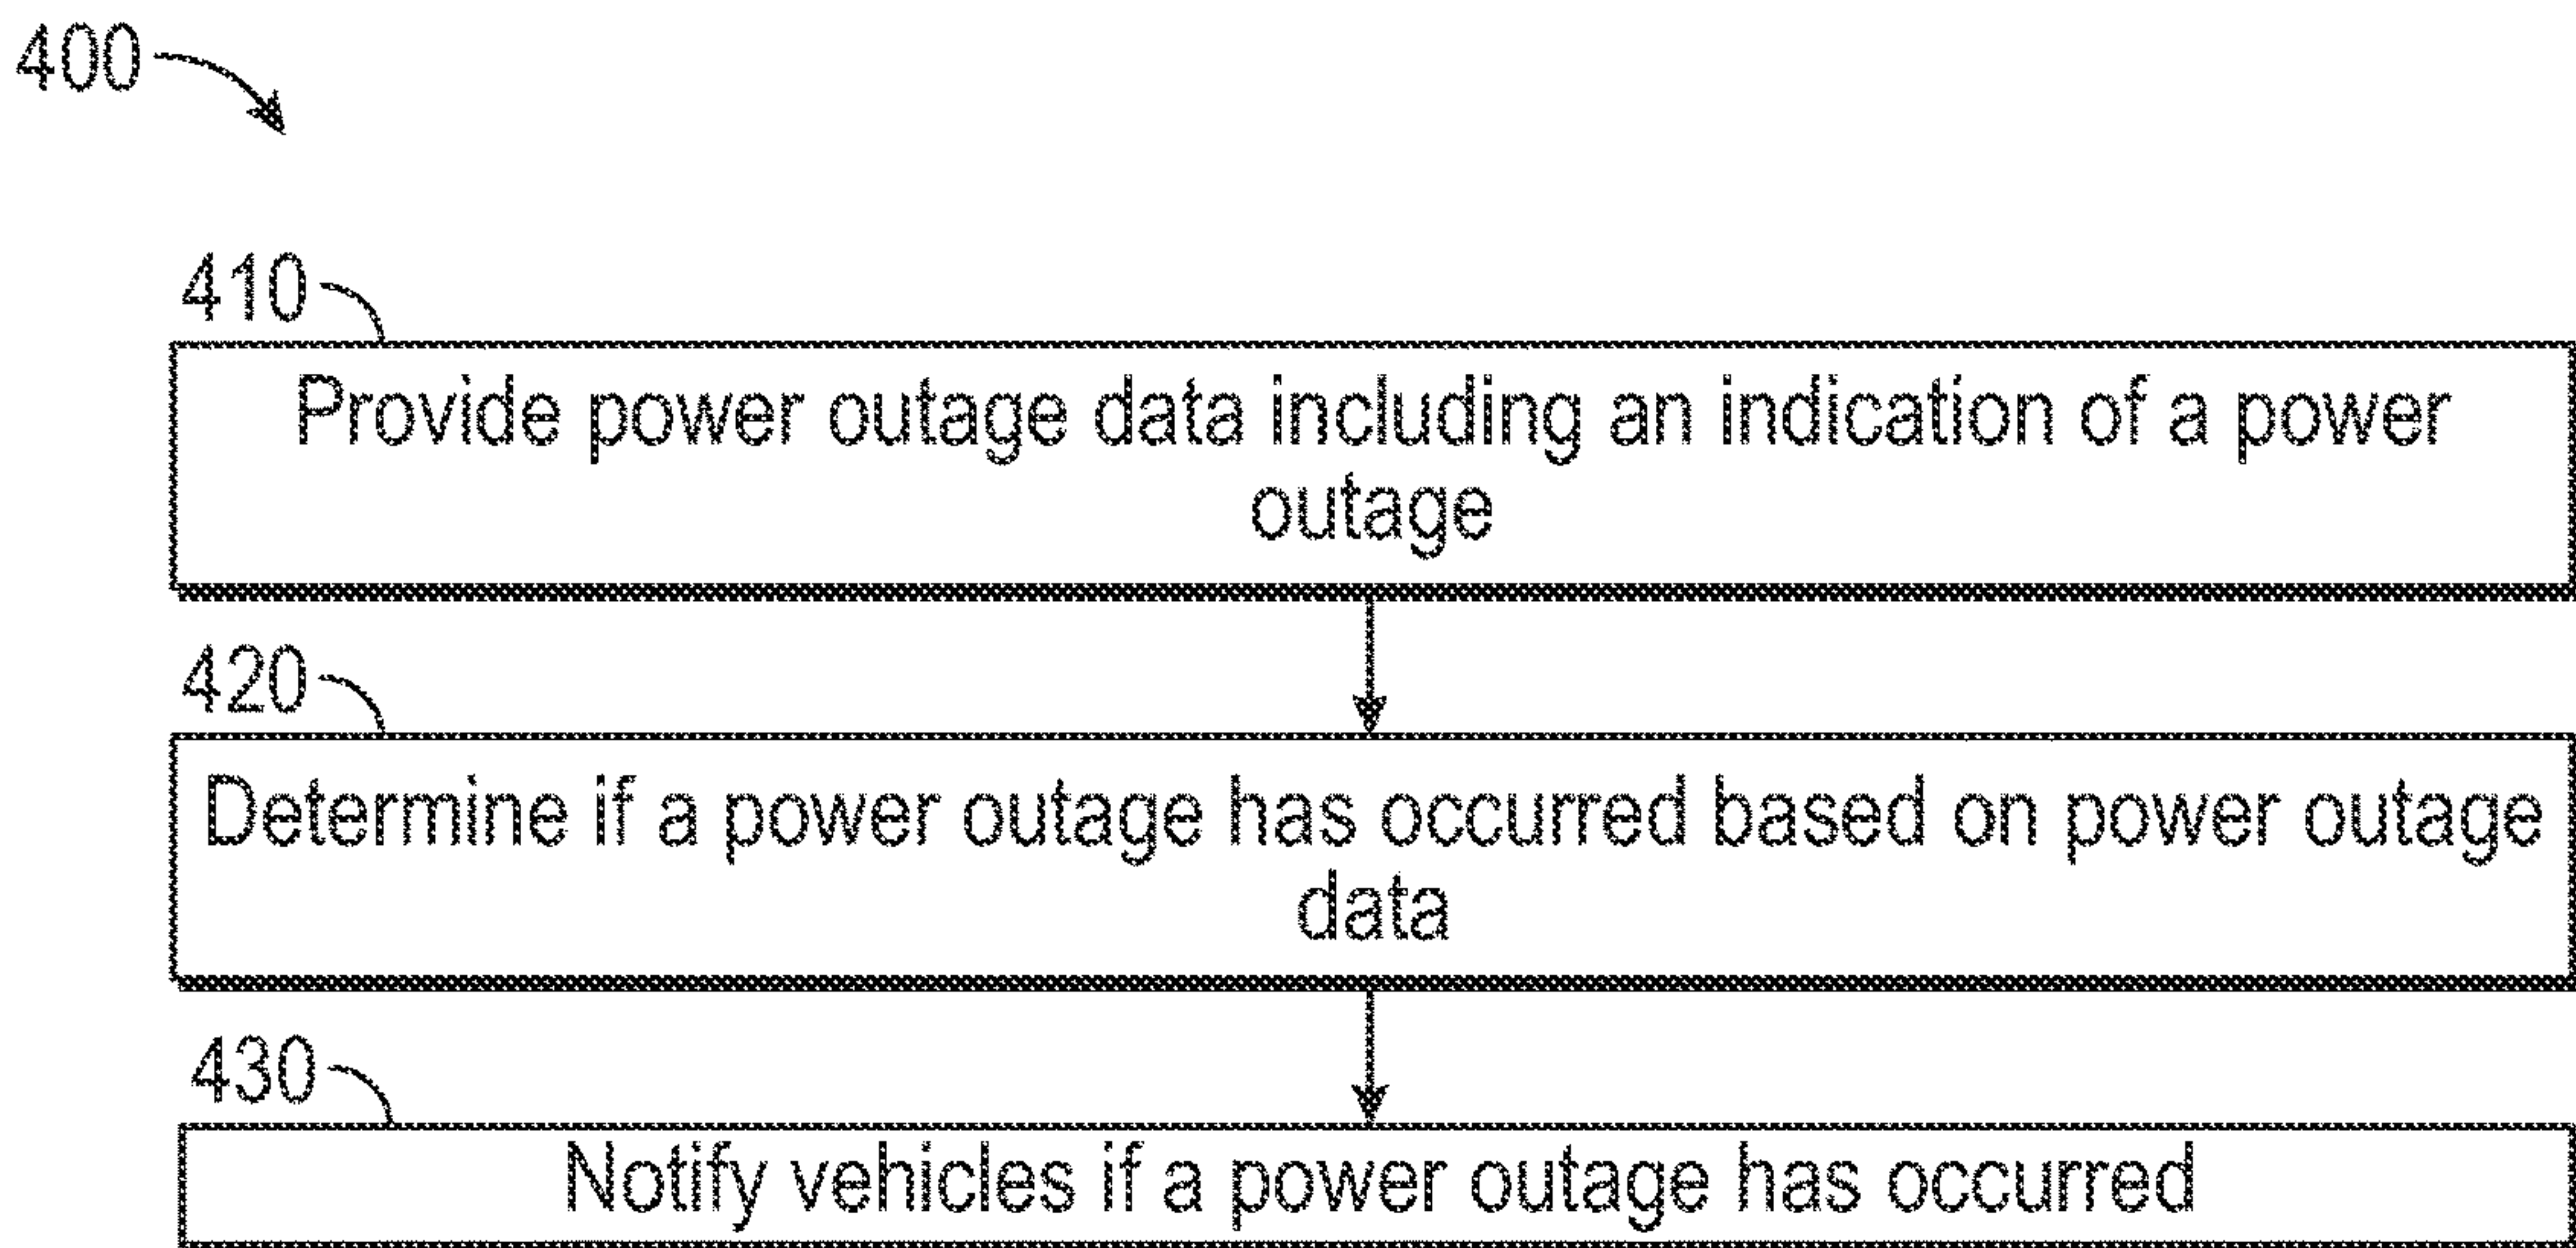 400
410
Provide power outage data including an indication of a power
outage
420
Determine if a power outage has occurred based on power outage
data
430
Notify vehicles if a power outage has occurred